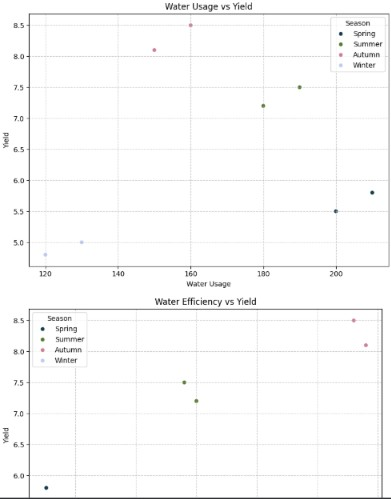 Water Usage vs Yield
8.5
8.0
7.5
7.0
6.5
6.0
5.5
5.0
Yield
Season
Spring
Summer
Autumn
Winter
120 140 160 180 200
Water Usage
Water Efficiency vs Yield
8.5
8.0
7.5
7.0
6.5
6.0
Yield
Season
Spring
Summer
Autumn
Winter